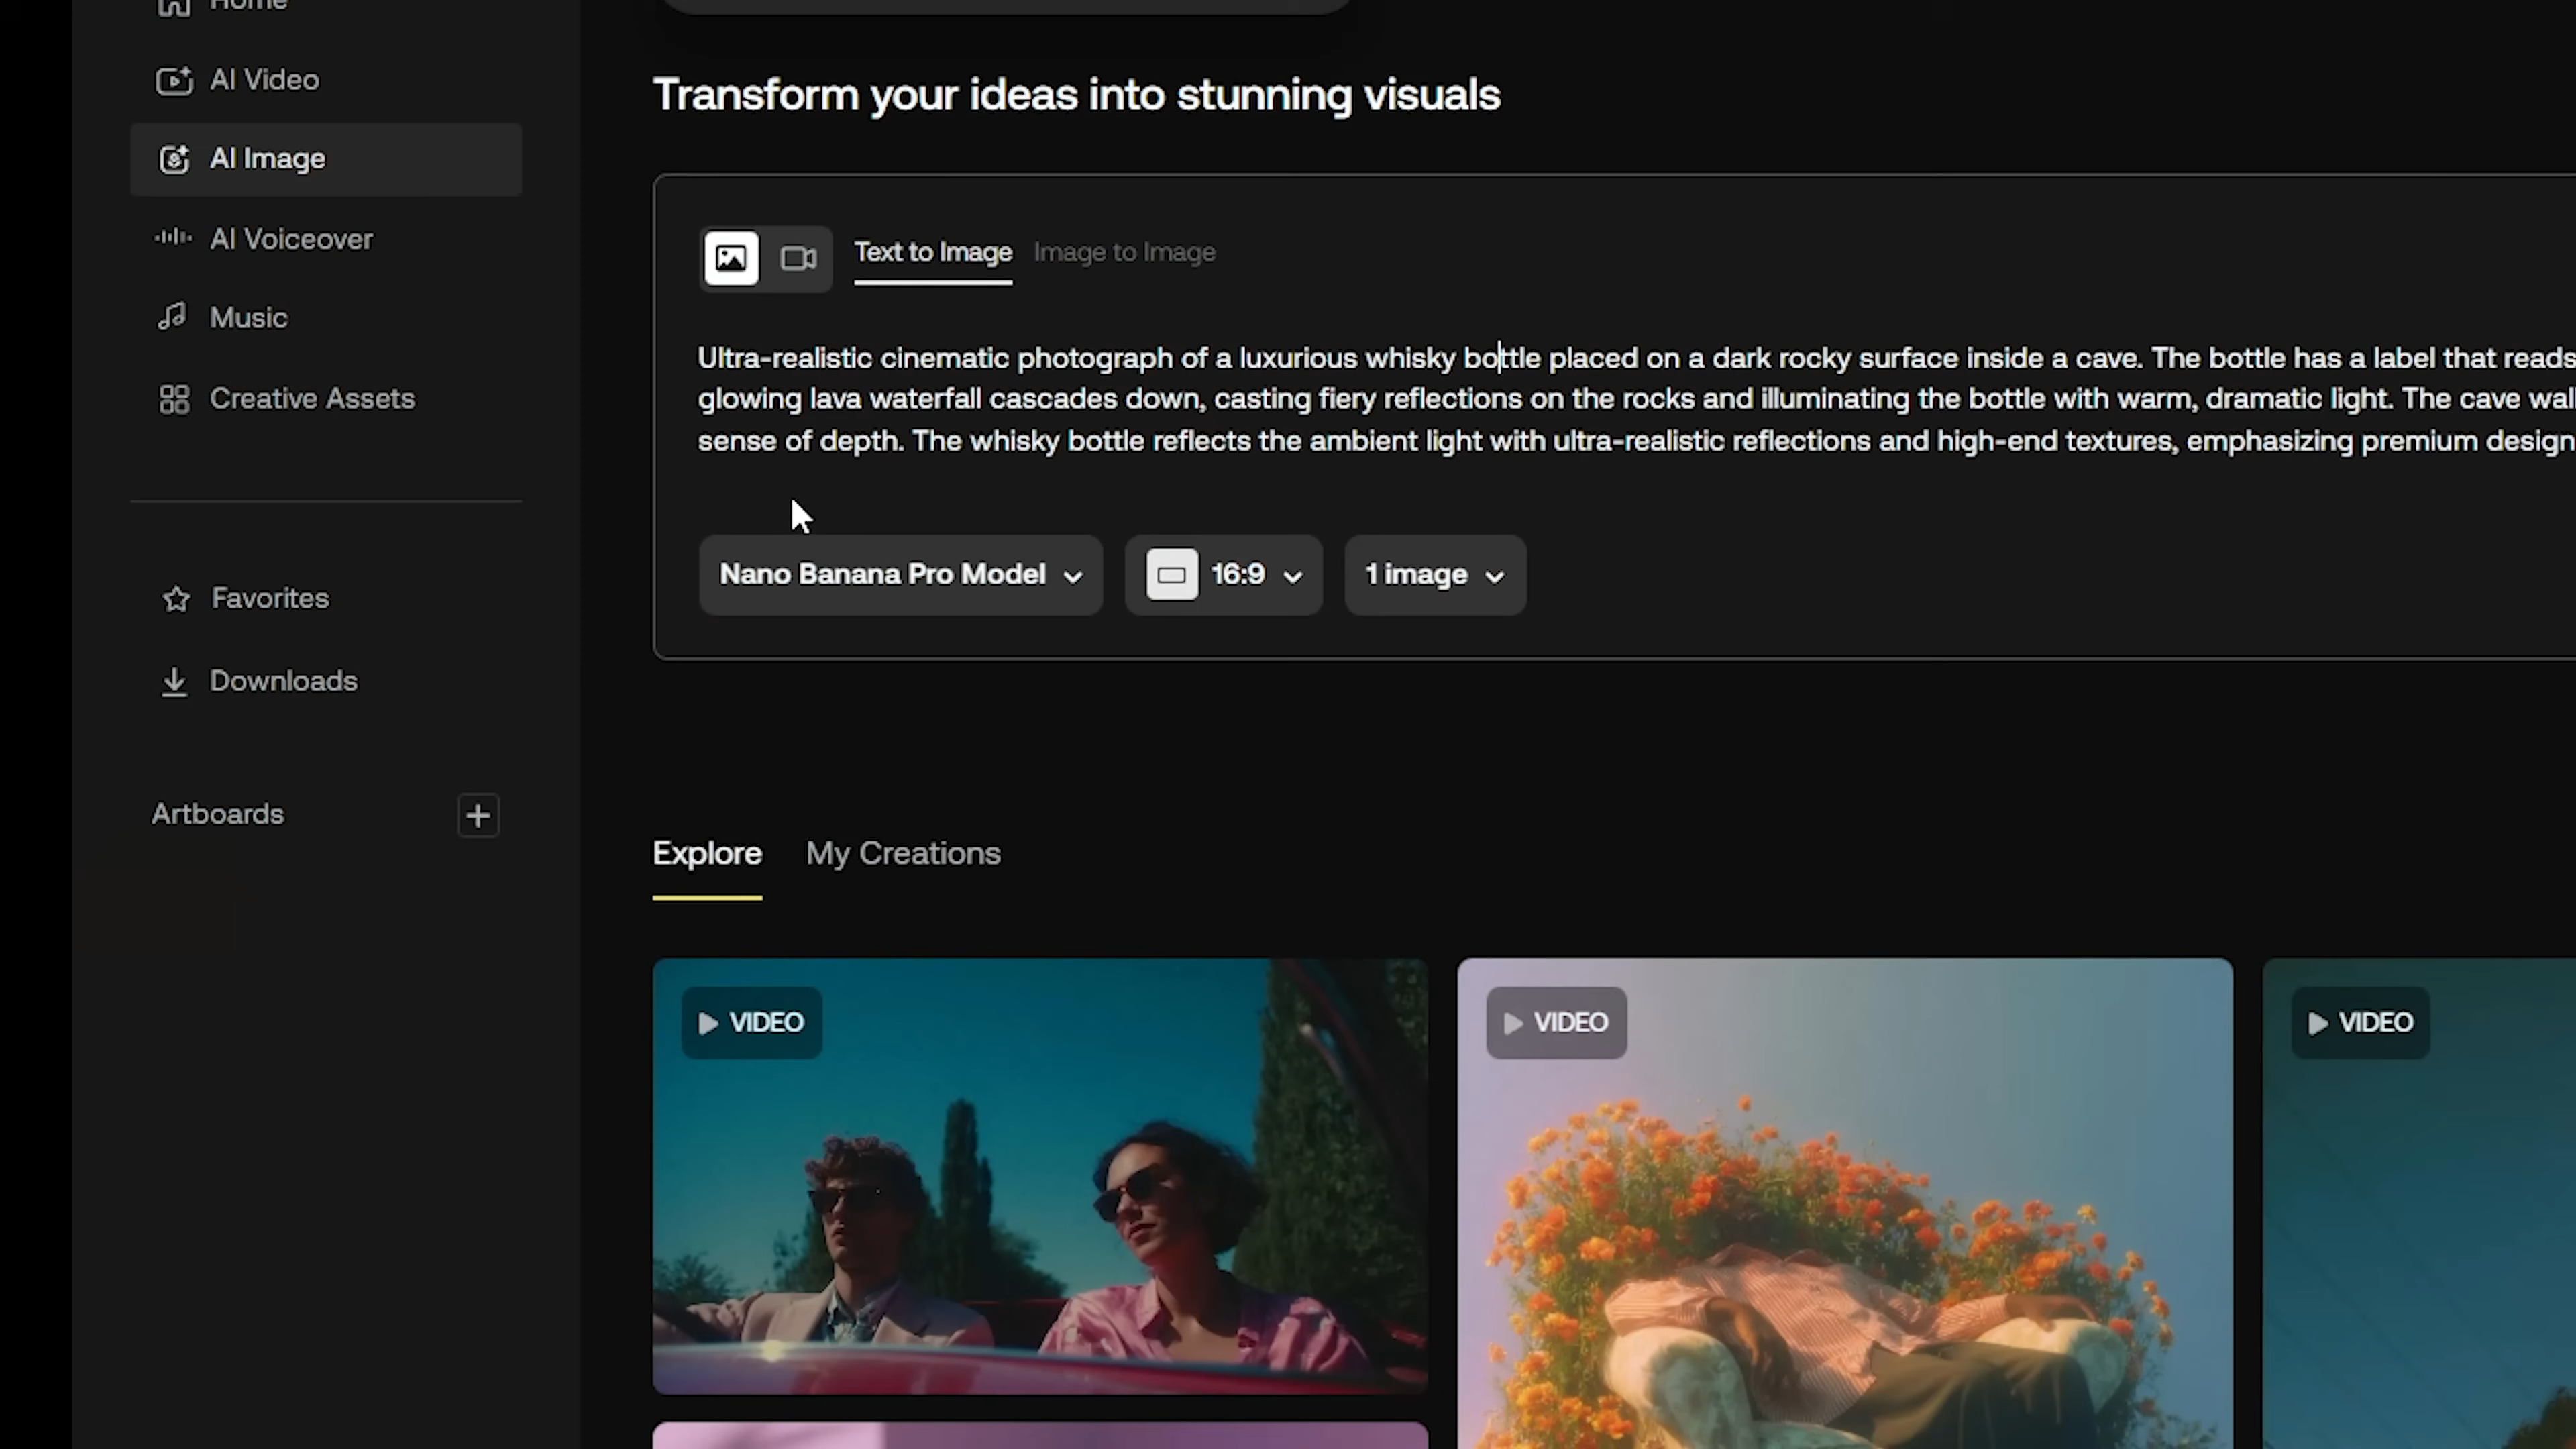 Home
AI Video
AI Image
AI Voiceover
Music
Creative Assets
Favorites
Downloads
Artboards
Transform your ideas into stunning visuals
Text to Image Image to Image
Ultra-realistic cinematic photograph of a luxurious whisky bottle placed on a dark rocky surface inside a cave. The bottle has a label that reads
glowing lava waterfall cascades down, casting fiery reflections on the rocks and illuminating the bottle with warm, dramatic light. The cave
sense of depth. The whisky bottle reflects the ambient light with ultra-realistic reflections and high-end textures, emphasizing premium design
Nano Banana Pro Model 16:9 1 image
Explore My Creations
VIDEO VIDEO VIDEO